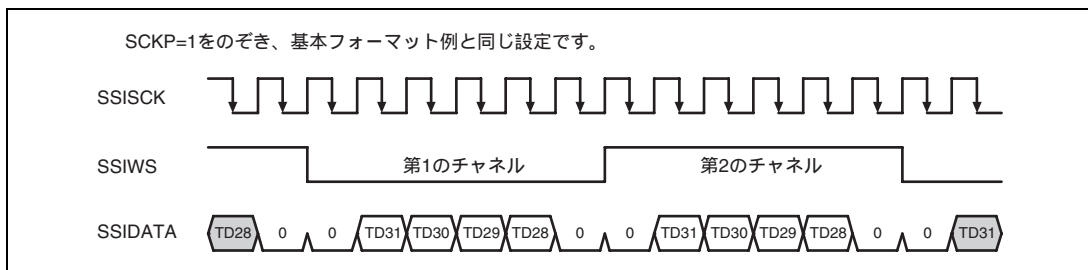 SCKP=1をのぞき、基本フォーマット例と同じ設定です。
SSISCK
SSIWS 第1のチャネル 第2のチャネル
SSIDATA TD28 0 0 TD31 TD30 TD29 TD28 0 0 TD31 TD30 TD29 TD28 0 0 TD31